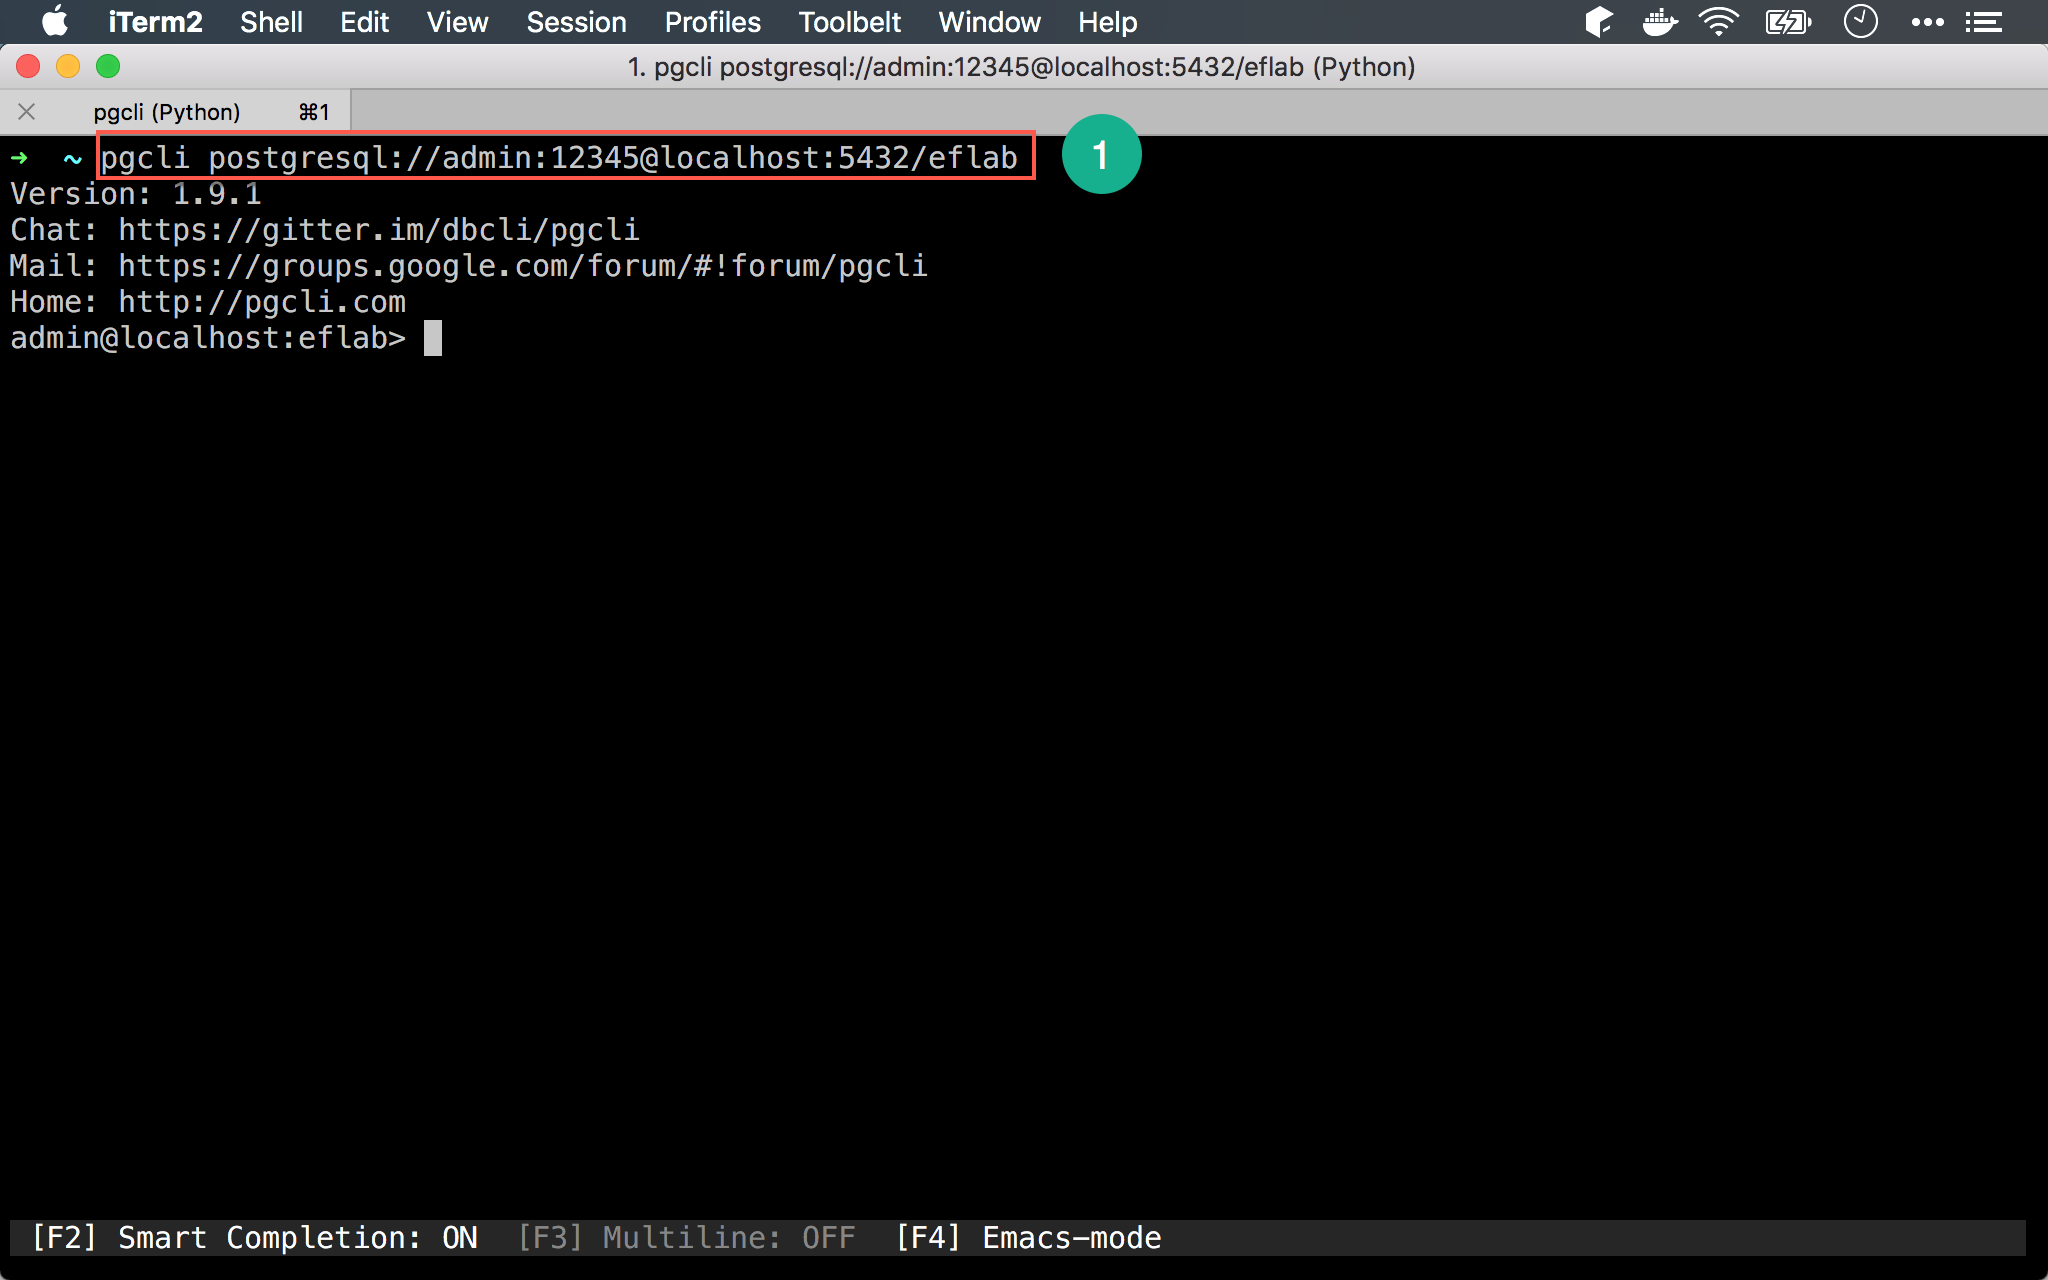 iTerm2 Shell Edit View Session Profiles Toolbelt Window Help
1. pgcli postgresql://admin:12345@localhost:5432/eflab (Python)
pgcli (Python) ⌘1
➜ ~ pgcli postgresql://admin:12345@localhost:5432/eflab 1
Version: 1.9.1
Chat: https://gitter.im/dbcli/pgcli
Mail: https://groups.google.com/forum/#!forum/pgcli
Home: http://pgcli.com
admin@localhost:eflab>
[F2] Smart Completion: ON [F3] Multiline: OFF [F4] Emacs-mode